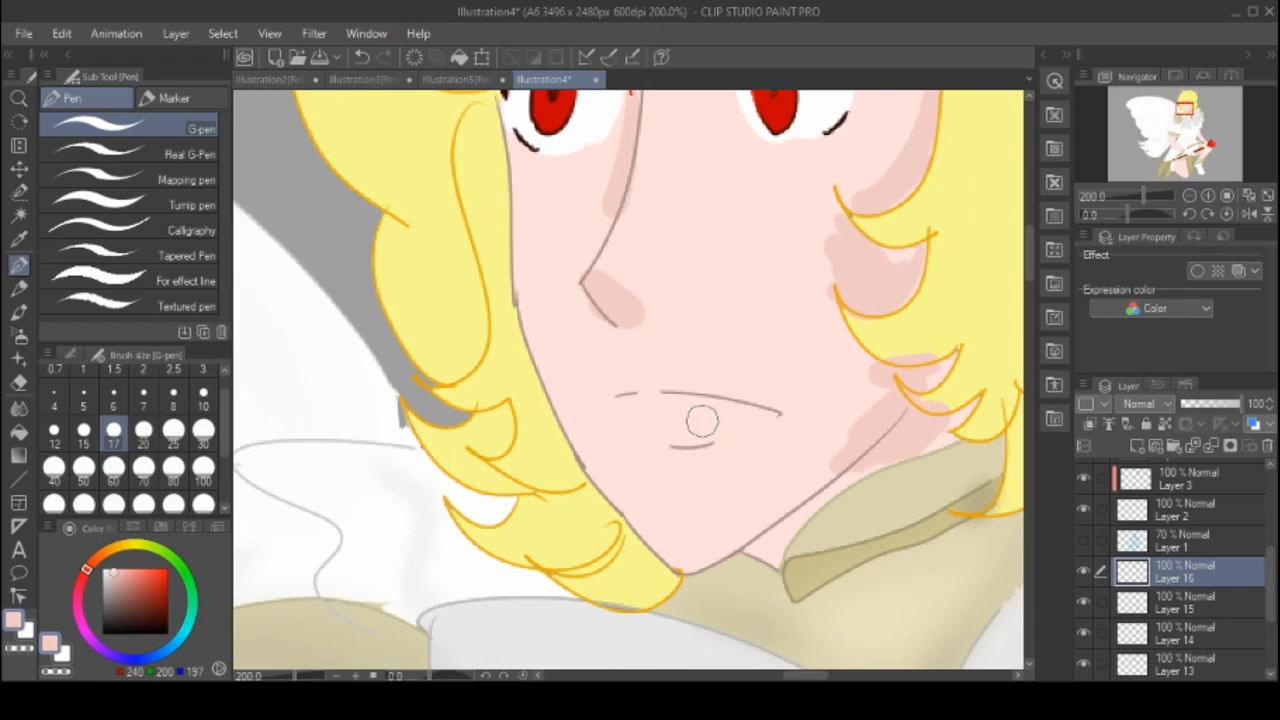 Illustration4* (A6 3496 x 2480px 600dpi 200.0%) - CLIP STUDIO PAINT PRO
File Edit Animation Layer Select View Filter Window Help
Sub Tool [Pen]
Illustration2[Re Illustration3[Re Illustration5[Re Illustration4*
Navigator
Pen Marker
G-pen
Real G-Pen
Mapping pen
Turnip pen
Calligraphy
Tapered Pen
For effect line
Textured pen
200.0
0.0
Layer Property
Effect
Expression color
Color
Brush size [G-pen]
0.7 1 1.5 2 2.5 3
4 5 6 7 8 10
12 15 17 20 25 30
40 50 60 70 80 100
Layer
Normal 100
100 % Normal
Layer 3
100 % Normal
Layer 2
70 % Normal
Layer 1
100 % Normal
Layer 16
100 % Normal
Layer 15
100 % Normal
Layer 14
100 % Normal
Layer 13
A
240 200 197
200.0 0.0